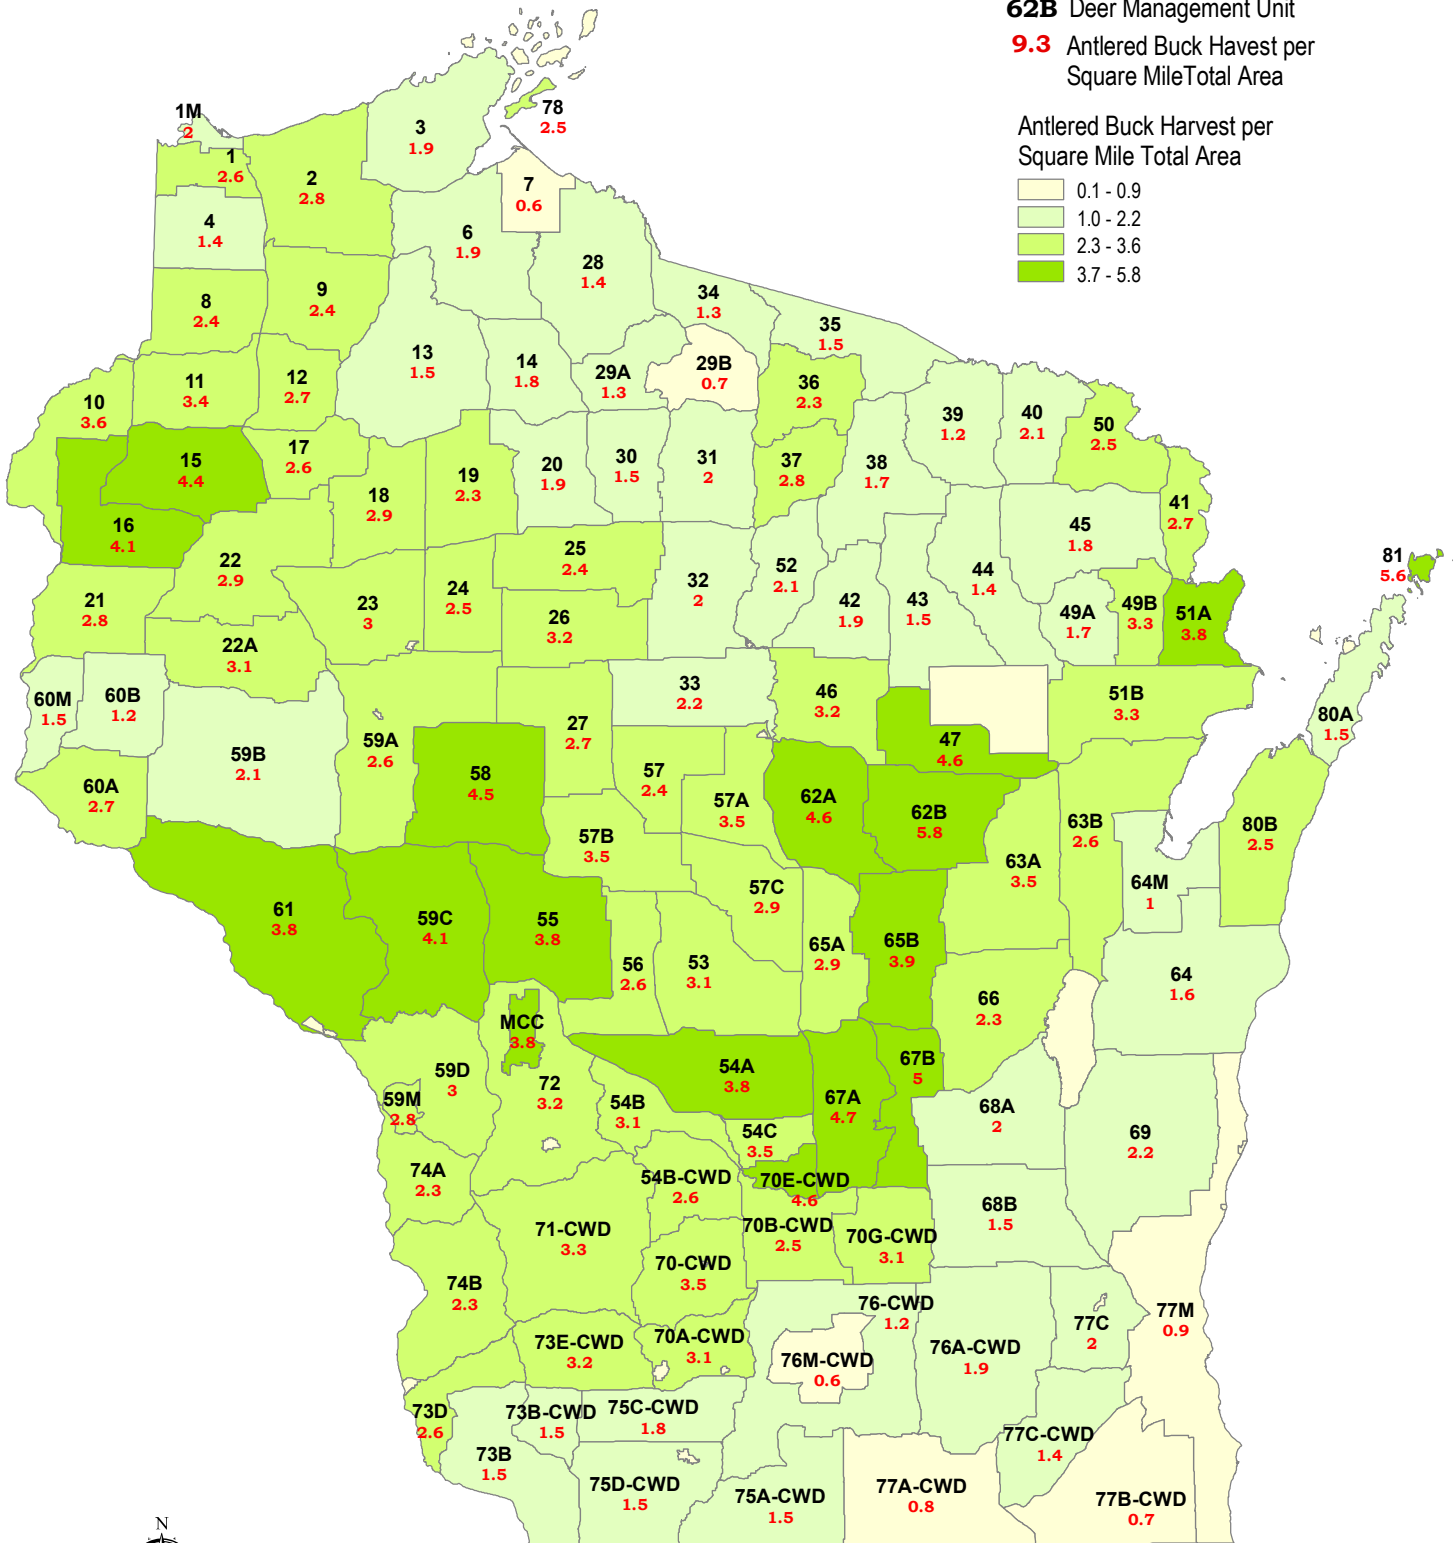 62B Deer Management Unit
9.3 Antlered Buck Havest per
Square MileTotal Area
Antlered Buck Harvest per
Square Mile Total Area
0.1 - 0.9
1.0 - 2.2
2.3 - 3.6
3.7 - 5.8
1M
2
78
2.5
3
1.9
1
2.6
2
2.8
7
0.6
4
1.4
6
1.9
28
1.4
8
2.4
9
2.4
34
1.3
35
1.5
13
1.5
14
1.8
29A
1.3
29B
0.7
36
2.3
11
3.4
12
2.7
10
3.6
39
1.2
40
2.1
50
2.5
15
4.4
17
2.6
18
2.9
19
2.3
20
1.9
30
1.5
31
2
37
2.8
38
1.7
41
2.7
16
4.1
45
1.8
22
2.9
25
2.4
52
2.1
44
1.4
81
5.6
21
2.8
23
3
24
2.5
26
3.2
32
2
42
1.9
43
1.5
49A
1.7
49B
3.3
51A
3.8
22A
3.1
60M
1.5
60B
1.2
33
2.2
46
3.2
51B
3.3
80A
1.5
59B
2.1
59A
2.6
27
2.7
47
4.6
60A
2.7
58
4.5
57
2.4
57A
3.5
62A
4.6
62B
5.8
63B
2.6
80B
2.5
57B
3.5
63A
3.5
57C
2.9
64M
1
61
3.8
59C
4.1
55
3.8
56
2.6
53
3.1
65A
2.9
65B
3.9
64
1.6
66
2.3
MCC
3.8
59D
3
72
3.2
54A
3.8
67B
5
59M
2.8
54B
3.1
67A
4.7
68A
2
54C
3.5
69
2.2
74A
2.3
54B-CWD
2.6
70E-CWD
4.6
68B
1.5
71-CWD
3.3
70B-CWD
2.5
70G-CWD
3.1
70-CWD
3.5
74B
2.3
76-CWD
1.2
77C
2
77M
0.9
73E-CWD
3.2
70A-CWD
3.1
76M-CWD
0.6
76A-CWD
1.9
73D
2.6
73B-CWD
1.5
75C-CWD
1.8
77C-CWD
1.4
73B
1.5
75D-CWD
1.5
75A-CWD
1.5
77A-CWD
0.8
77B-CWD
0.7
N